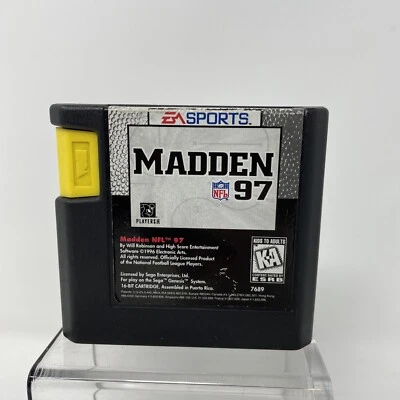 EA SPORTS
MADDEN
NFL 97
PLAYERS
Madden NFL™ 97
KIDS TO ADULTS
By Will Robinson and High Score Entertainment
Software ©1996 Electronic Arts.
All rights reserved. Officially Licensed Product
of the National Football League Players.
K-A
ESRB
Licensed by Sega Enterprises, Ltd.
For play on the Sega™ Genesis™ System.
16-BIT CARTRIDGE. Assembled in Puerto Rico.
7689